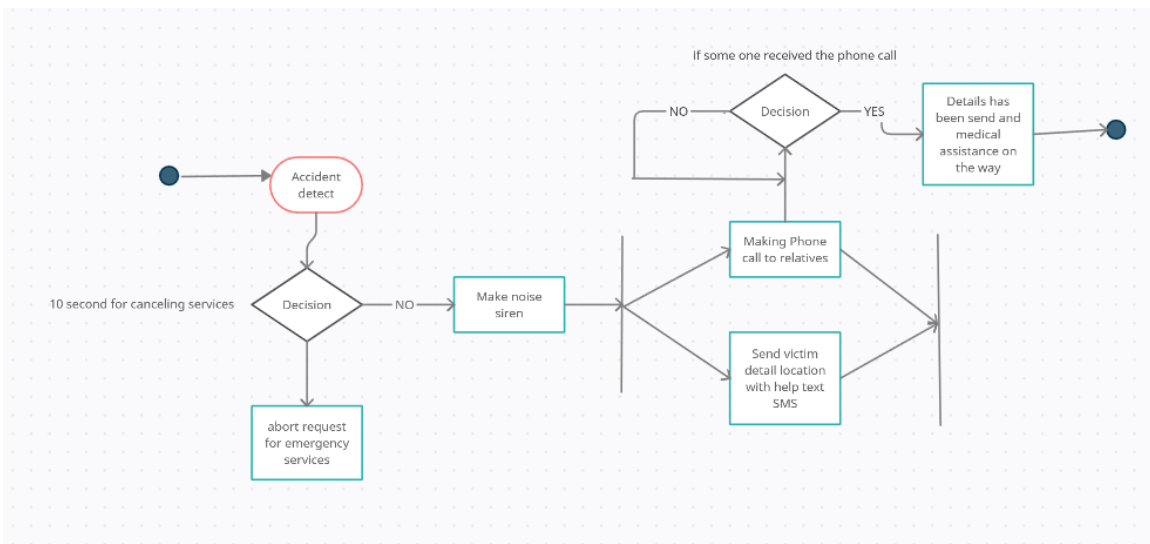 if some one received the phone call
Decision
NO
YES
Details has
been send and
medical
assistance on
the way
Accident
detect
10 second for canceling services
Decision
NO
Make noise
siren
Making Phone
call to relatives
Send victim
detail location
with help text
SMS
abort request
for emergency
services